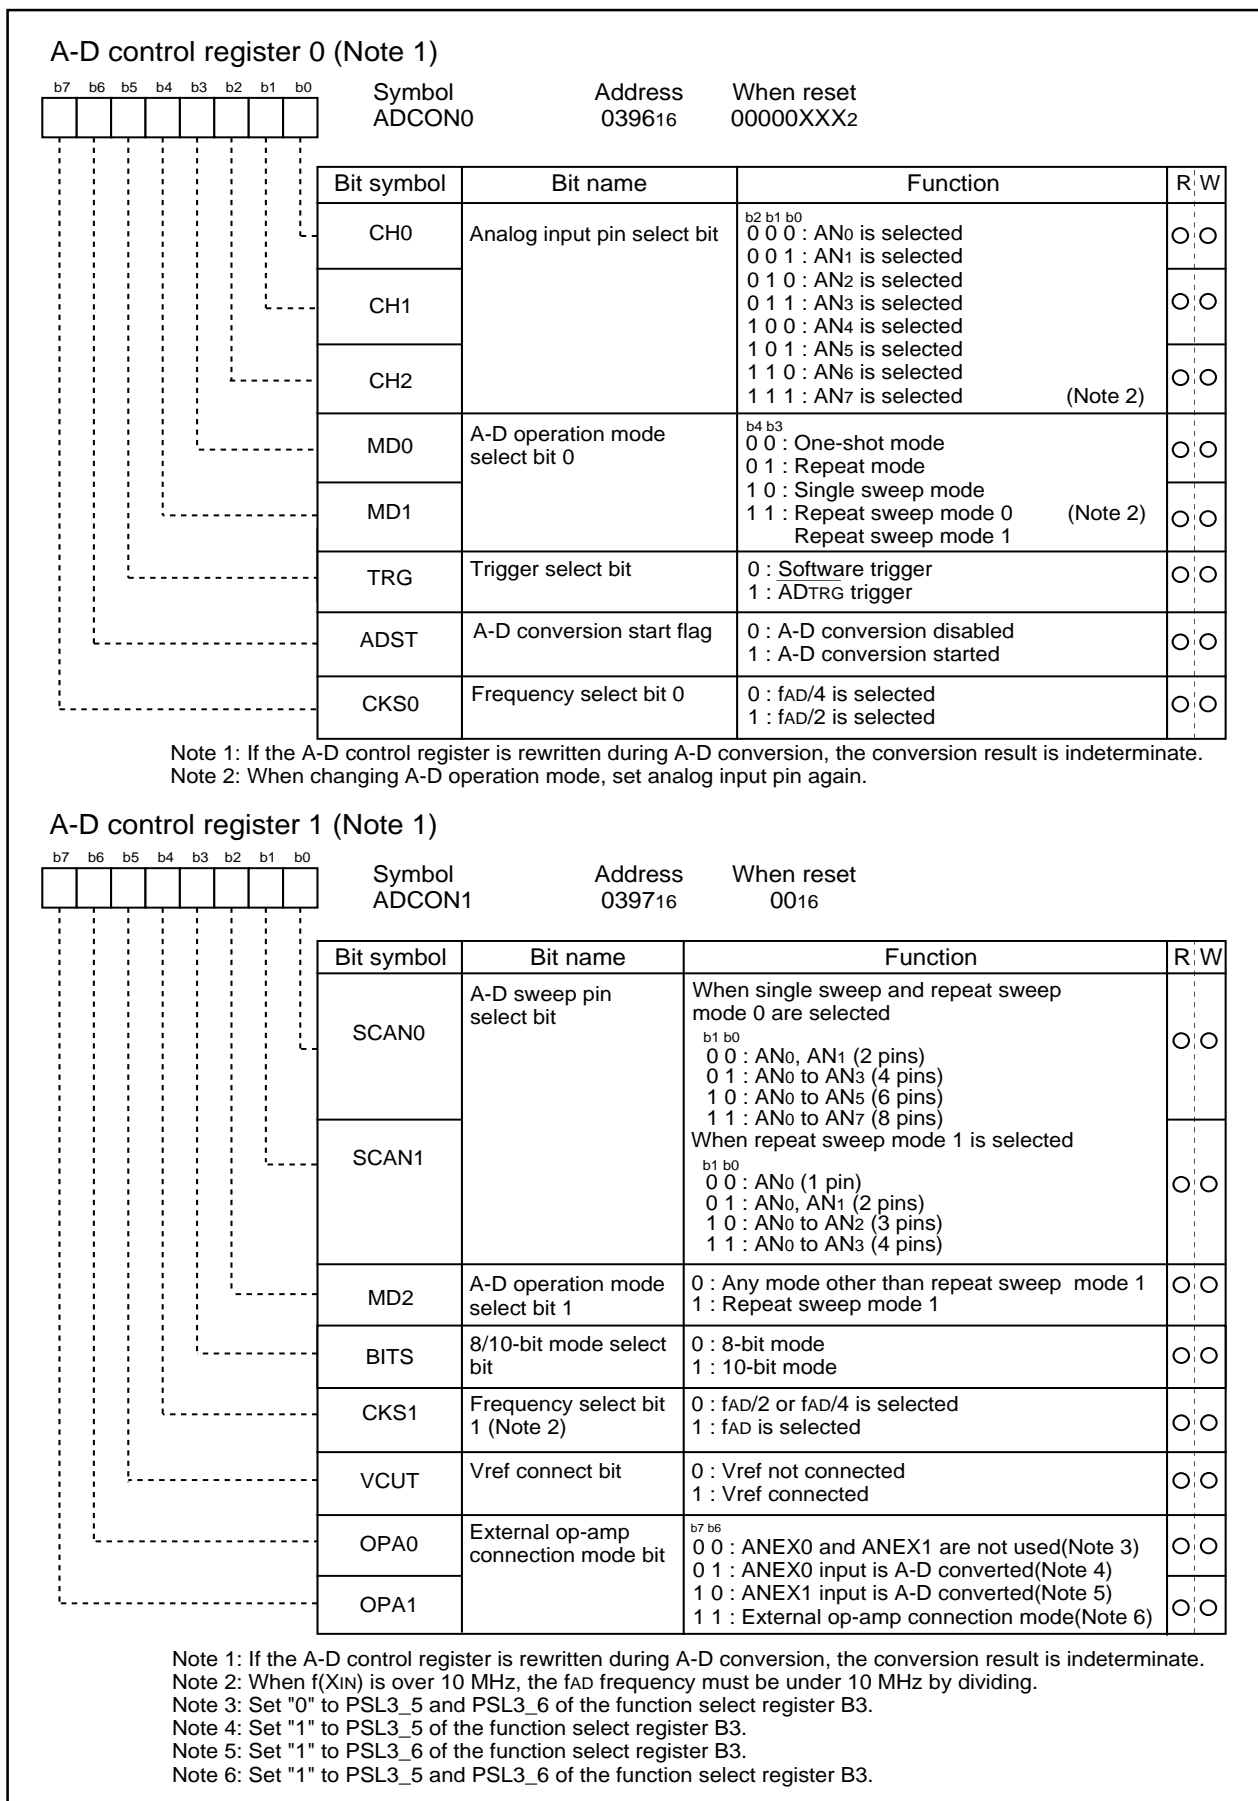 A-D control register 0 (Note 1)
b7 b6 b5 b4 b3 b2 b1 b0
Symbol Address When reset
ADCON0 039616 00000XXX2
Bit symbol Bit name Function R W
CH0 Analog input pin select bit
b2 b1 b0
0 0 0 : AN0 is selected
0 0 1 : AN1 is selected
0 1 0 : AN2 is selected
CH1
0 1 1 : AN3 is selected
1 0 0 : AN4 is selected
1 0 1 : AN5 is selected
CH2
1 1 0 : AN6 is selected
1 1 1 : AN7 is selected (Note 2)
MD0 A-D operation mode
select bit 0
b4 b3
0 0 : One-shot mode
0 1 : Repeat mode
MD1
1 0 : Single sweep mode
1 1 : Repeat sweep mode 0 (Note 2)
Repeat sweep mode 1
TRG Trigger select bit
0 : Software trigger
1 : ADTRG trigger
ADST A-D conversion start flag
0 : A-D conversion disabled
1 : A-D conversion started
CKS0 Frequency select bit 0
0 : fAD/4 is selected
1 : fAD/2 is selected
Note 1: If the A-D control register is rewritten during A-D conversion, the conversion result is indeterminate.
Note 2: When changing A-D operation mode, set analog input pin again.
A-D control register 1 (Note 1)
b7 b6 b5 b4 b3 b2 b1 b0
Symbol Address When reset
ADCON1 039716 0016
Bit symbol Bit name Function R W
SCAN0 A-D sweep pin
select bit
When single sweep and repeat sweep
mode 0 are selected
b1 b0
0 0 : AN0, AN1 (2 pins)
0 1 : AN0 to AN3 (4 pins)
1 0 : AN0 to AN5 (6 pins)
1 1 : AN0 to AN7 (8 pins)
SCAN1
When repeat sweep mode 1 is selected
b1 b0
0 0 : AN0 (1 pin)
0 1 : AN0, AN1 (2 pins)
1 0 : AN0 to AN2 (3 pins)
1 1 : AN0 to AN3 (4 pins)
MD2 A-D operation mode
select bit 1
0 : Any mode other than repeat sweep mode 1
1 : Repeat sweep mode 1
BITS 8/10-bit mode select
bit
0 : 8-bit mode
1 : 10-bit mode
CKS1 Frequency select bit
1 (Note 2)
0 : fAD/2 or fAD/4 is selected
1 : fAD is selected
VCUT Vref connect bit
0 : Vref not connected
1 : Vref connected
OPA0 External op-amp
connection mode bit
b7 b6
0 0 : ANEX0 and ANEX1 are not used(Note 3)
0 1 : ANEX0 input is A-D converted(Note 4)
OPA1
1 0 : ANEX1 input is A-D converted(Note 5)
1 1 : External op-amp connection mode(Note 6)
Note 1: If the A-D control register is rewritten during A-D conversion, the conversion result is indeterminate.
Note 2: When f(XIN) is over 10 MHz, the fAD frequency must be under 10 MHz by dividing.
Note 3: Set "0" to PSL3_5 and PSL3_6 of the function select register B3.
Note 4: Set "1" to PSL3_5 of the function select register B3.
Note 5: Set "1" to PSL3_6 of the function select register B3.
Note 6: Set "1" to PSL3_5 and PSL3_6 of the function select register B3.